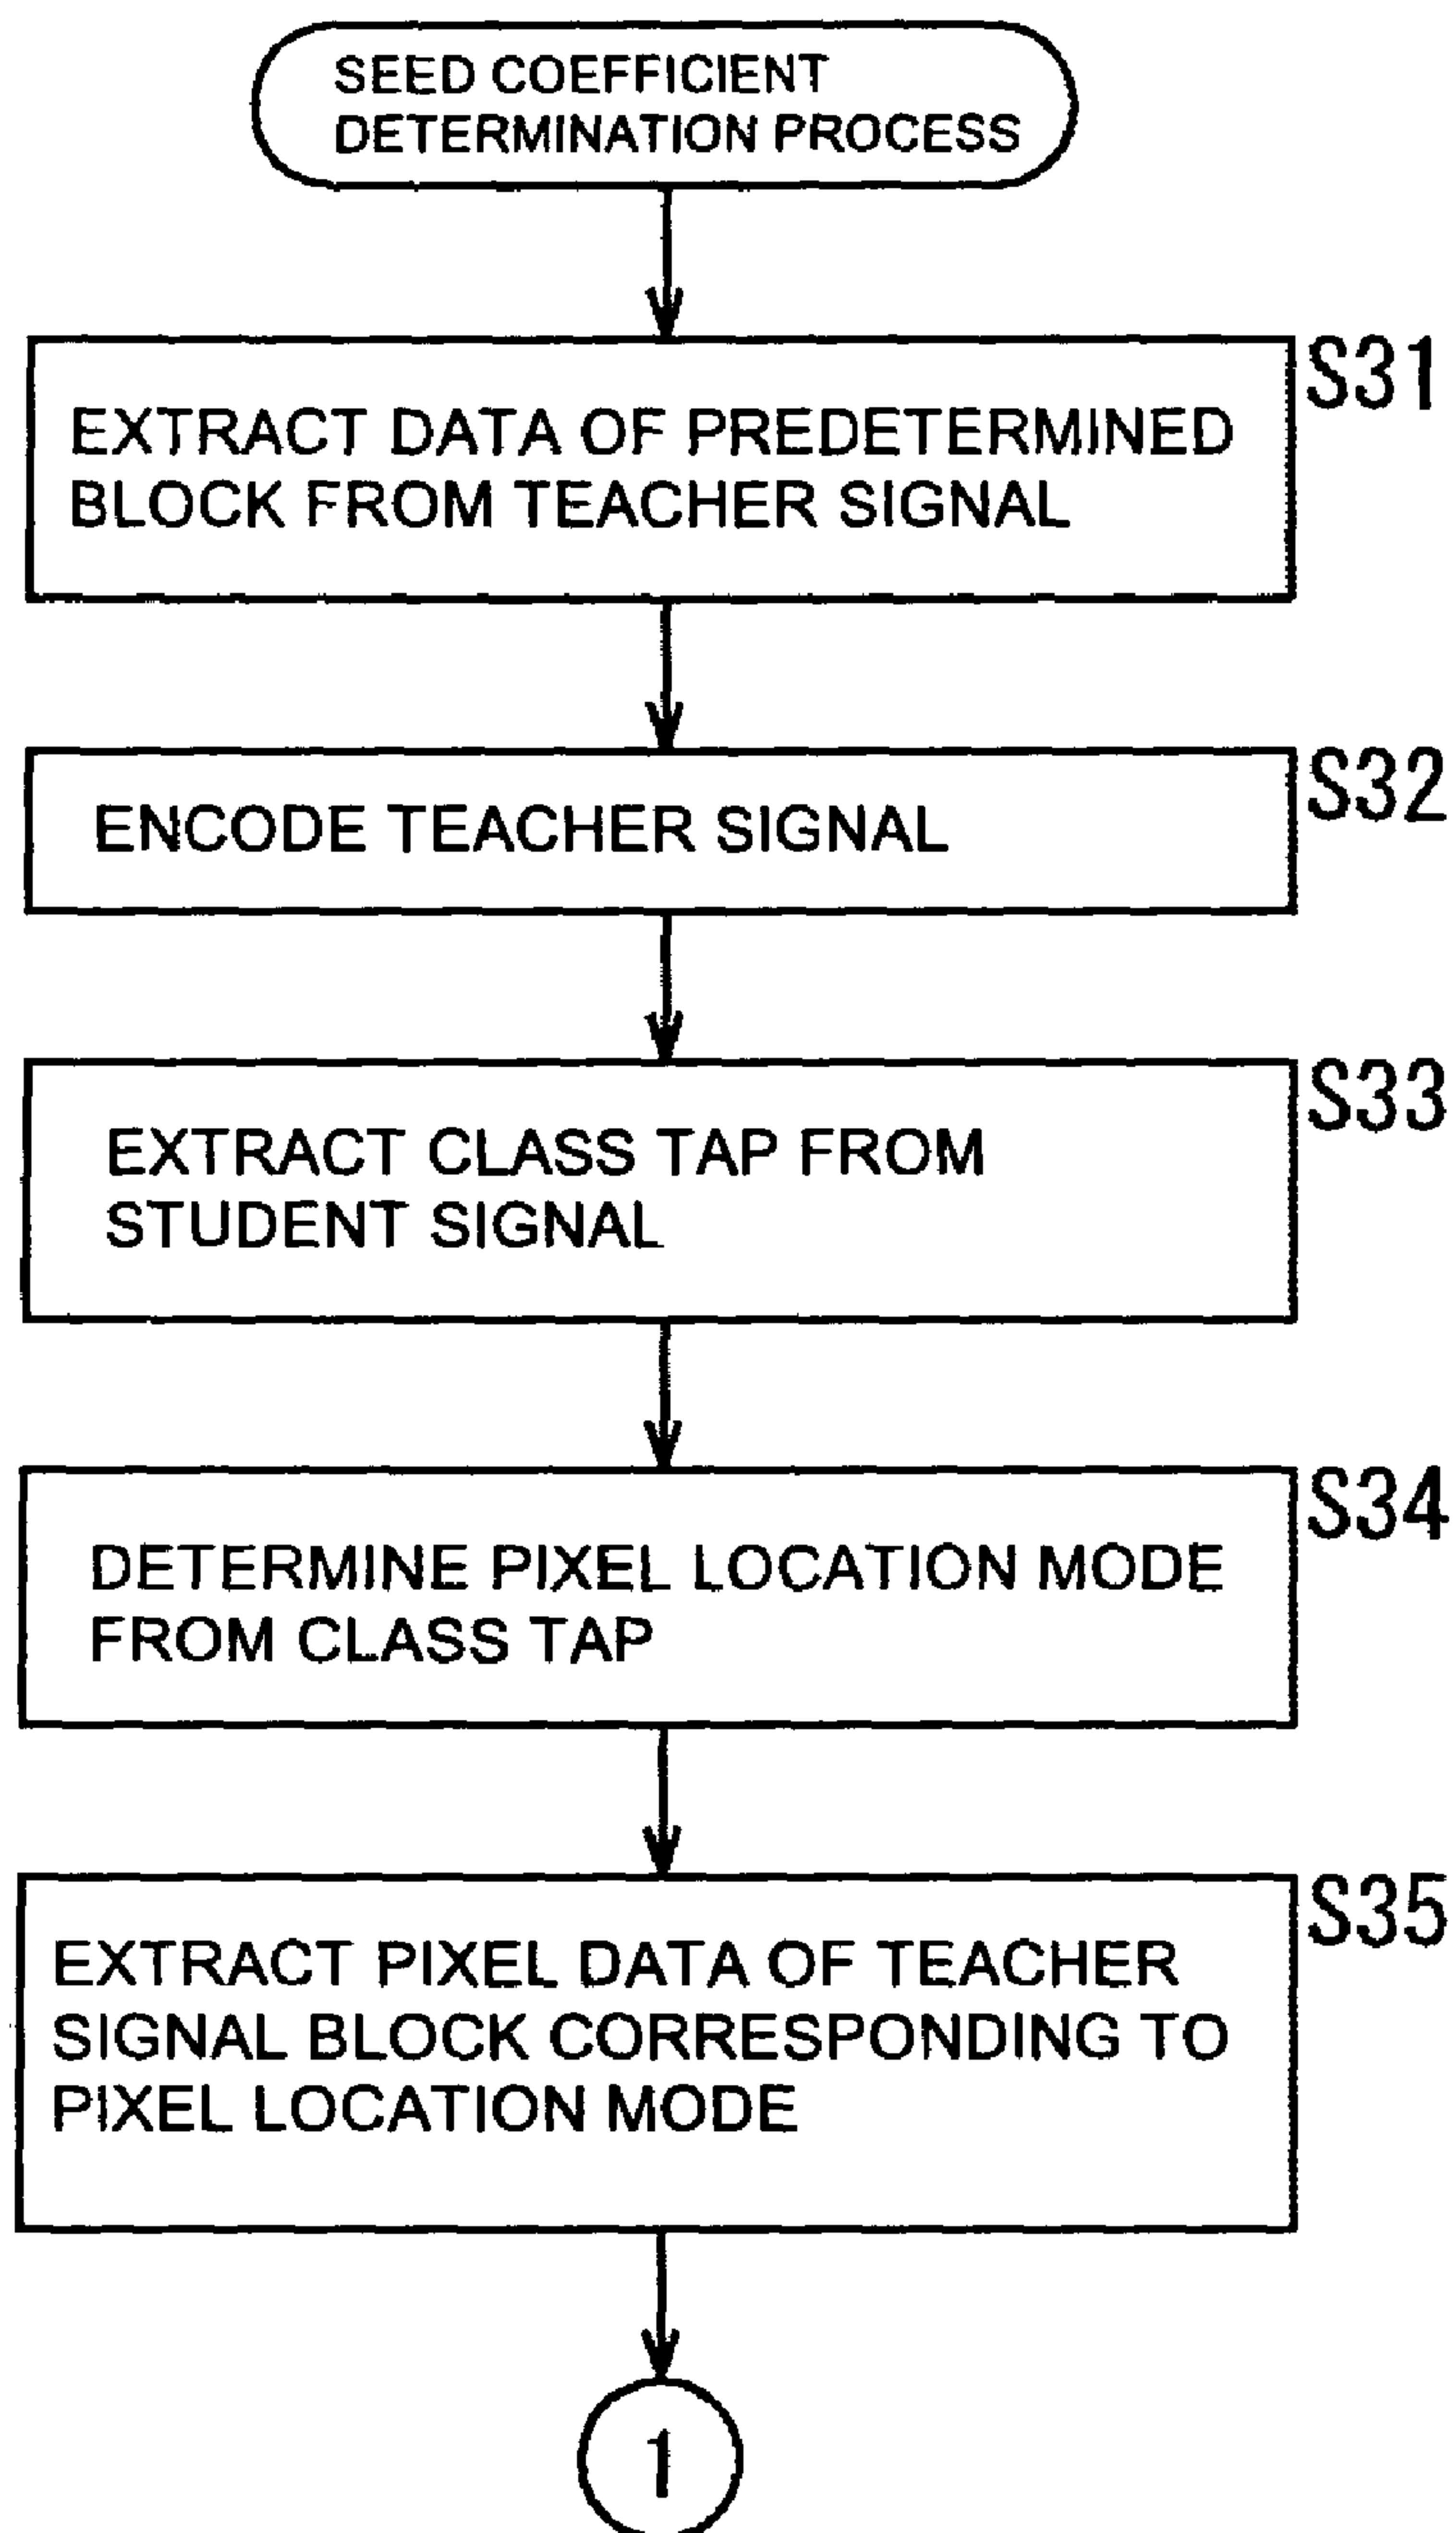 SEED COEFFICIENT
DETERMINATION PROCESS
S31
EXTRACT DATA OF PREDETERMINED
BLOCK FROM TEACHER SIGNAL
S32
ENCODE TEACHER SIGNAL
S33
EXTRACT CLASS TAP FROM
STUDENT SIGNAL
S34
DETERMINE PIXEL LOCATION MODE
FROM CLASS TAP
S35
EXTRACT PIXEL DATA OF TEACHER
SIGNAL BLOCK CORRESPONDING TO
PIXEL LOCATION MODE
1